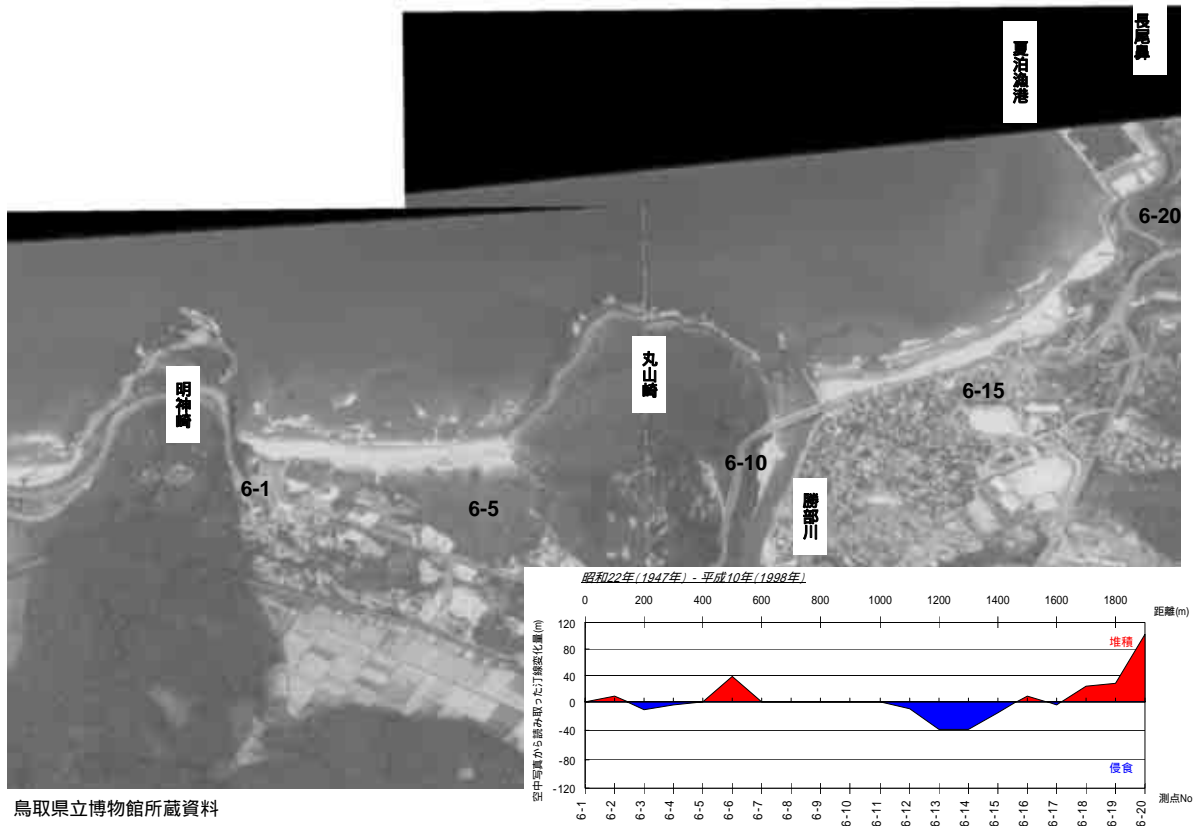 長尾鼻
夏泊漁港
6-20
丸山崎
明神崎
6-15
6-10
6-1
6-5
勝部川
昭和22年(1947年) - 平成10年(1998年)
0 200 400 600 800 1000 1200 1400 1600 1800
距離(m)
空中写真から読み取った汀線変化量(m)
120
80
40
0
-40
-80
-120
堆積
侵食
6-1 6-2 6-3 6-4 6-5 6-6 6-7 6-8 6-9 6-10 6-11 6-12 6-13 6-14 6-15 6-16 6-17 6-18 6-19 6-20
測点No
鳥取県立博物館所蔵資料